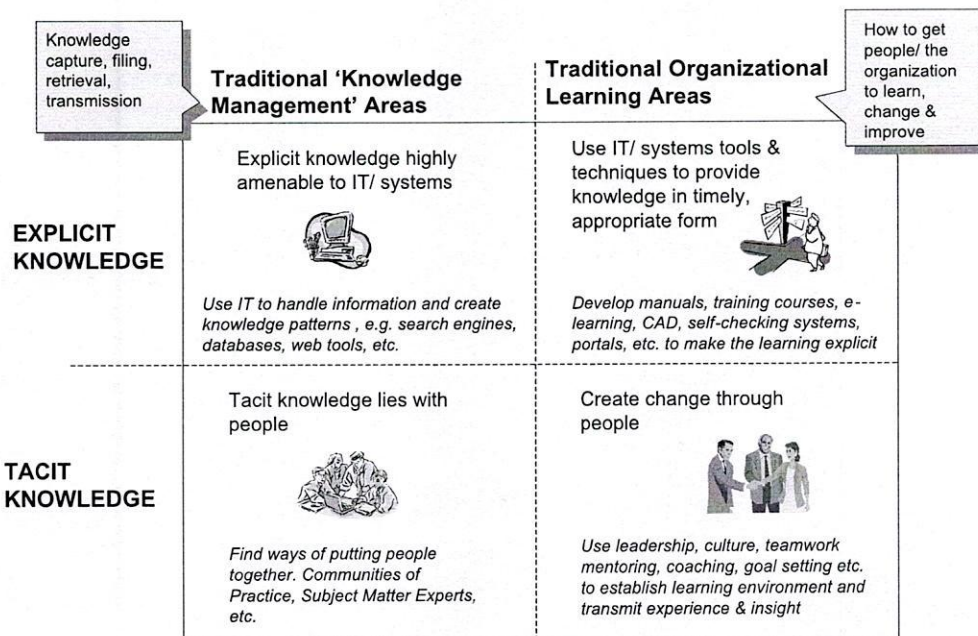 Knowledge
capture, filing,
retrieval,
transmission
Traditional ‘Knowledge
Management’ Areas
Traditional Organizational
Learning Areas
How to get
people/ the
organization
to learn,
change &
improve
EXPLICIT
KNOWLEDGE
Explicit knowledge highly
amenable to IT/ systems
Use IT to handle information and create
knowledge patterns , e.g. search engines,
databases, web tools, etc.
Use IT/ systems tools &
techniques to provide
knowledge in timely,
appropriate form
Develop manuals, training courses, e-
learning, CAD, self-checking systems,
portals, etc. to make the learning explicit
TACIT
KNOWLEDGE
Tacit knowledge lies with
people
Find ways of putting people
together. Communities of
Practice, Subject Matter Experts,
etc.
Create change through
people
Use leadership, culture, teamwork
mentoring, coaching, goal setting etc.
to establish learning environment and
transmit experience & insight